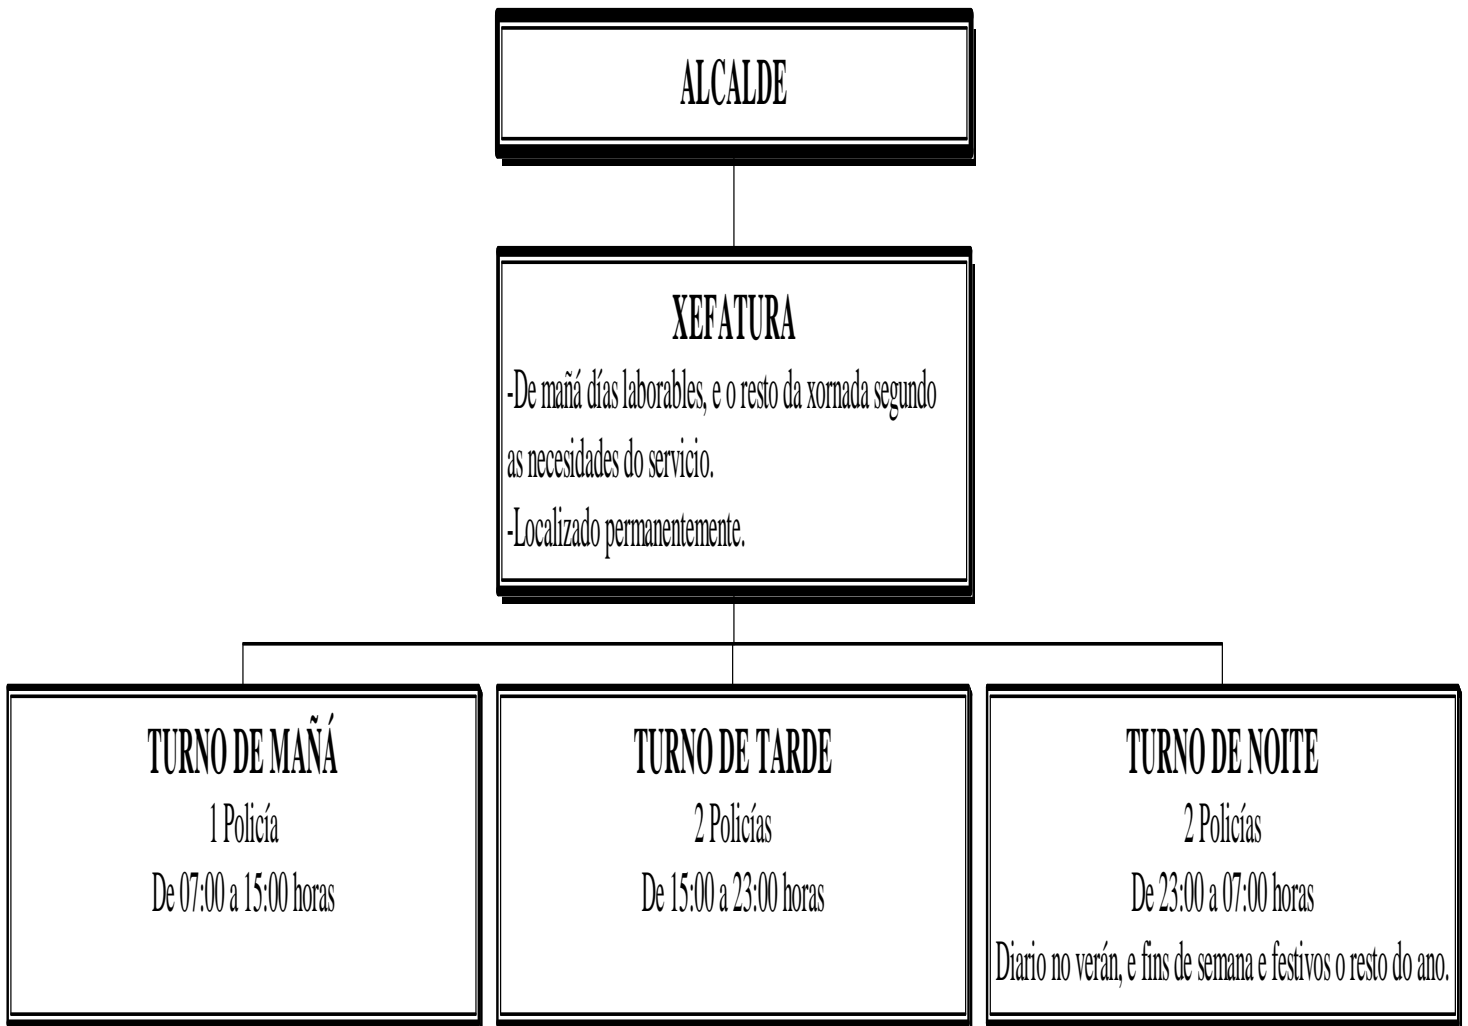 ALCALDE
XEFATURA
-De mañá días laborables, e o resto da xornada segundo
as necesidades do servicio.
-Localizado permanentemente.
TURNO DE MAÑÁ
1 Policía
De 07:00 a 15:00 horas
TURNO DE TARDE
2 Policías
De 15:00 a 23:00 horas
TURNO DE NOITE
2 Policías
De 23:00 a 07:00 horas
Diario no verán, e fins de semana e festivos o resto do ano.